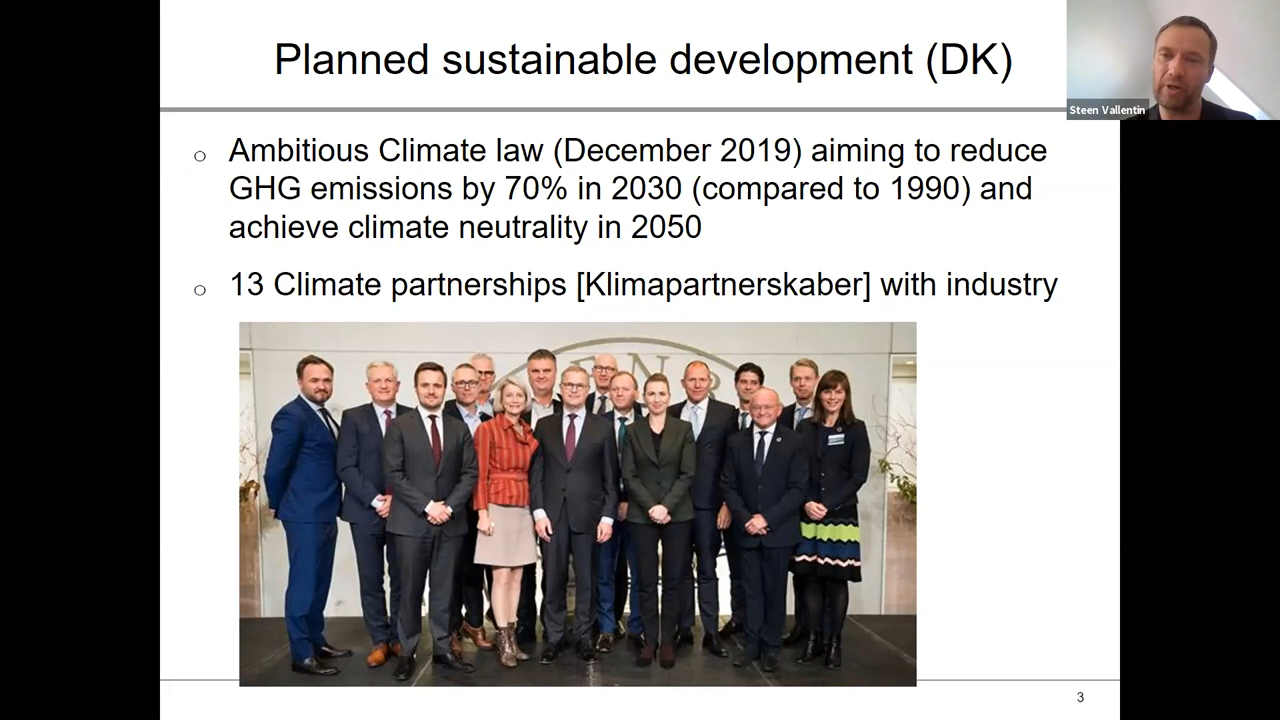 Planned sustainable development (DK)
Steen Vallentin
Ambitious Climate law (December 2019) aiming to reduce
GHG emissions by 70% in 2030 (compared to 1990) and
achieve climate neutrality in 2050
13 Climate partnerships [Klimapartnerskaber] with industry
3